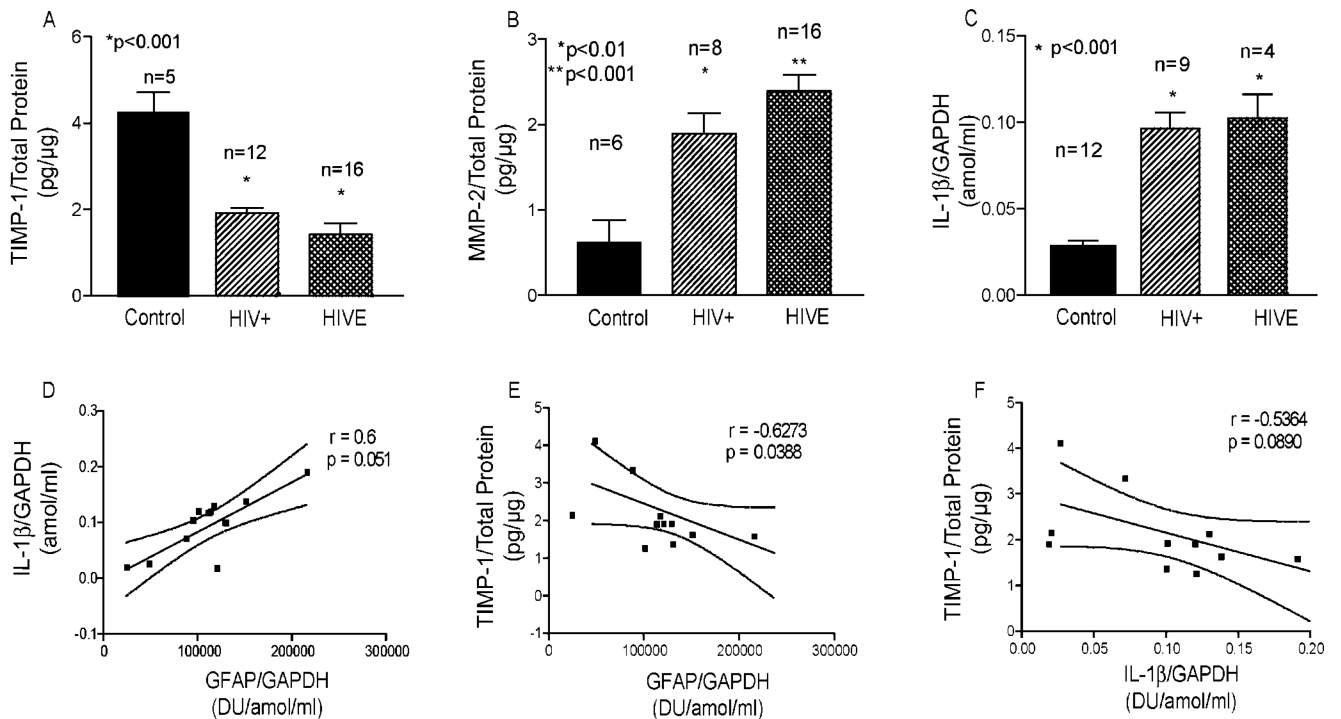 A
TIMP-1/Total Protein
(pg/µg)
6
4
2
0
*p<0.001
n=5
n=12
*
n=16
*
Control
HIV+
HIVE
B
MMP-2/Total Protein
(pg/µg)
3
2
1
0
*p<0.01
**p<0.001
n=6
n=8
*
n=16
**
Control
HIV+
HIVE
C
IL-1β/GAPDH
(amol/ml)
0.15
0.10
0.05
0.00
* p<0.001
n=12
n=9
*
n=4
*
Control
HIV+
HIVE
D
IL-1β/GAPDH
(amol/ml)
0.3
0.2
0.1
0.0
-0.1
r = 0.6
p = 0.051
0
100000
200000
300000
GFAP/GAPDH
(DU/amol/ml)
E
TIMP-1/Total Protein
(pg/µg)
5
4
3
2
1
0
-1
r = -0.6273
p = 0.0388
0
100000
200000
300000
GFAP/GAPDH
(DU/amol/ml)
F
TIMP-1/Total Protein
(pg/µg)
5
4
3
2
1
0
r = -0.5364
p = 0.0890
0.00
0.05
0.10
0.15
0.20
IL-1β/GAPDH
(DU/amol/ml)